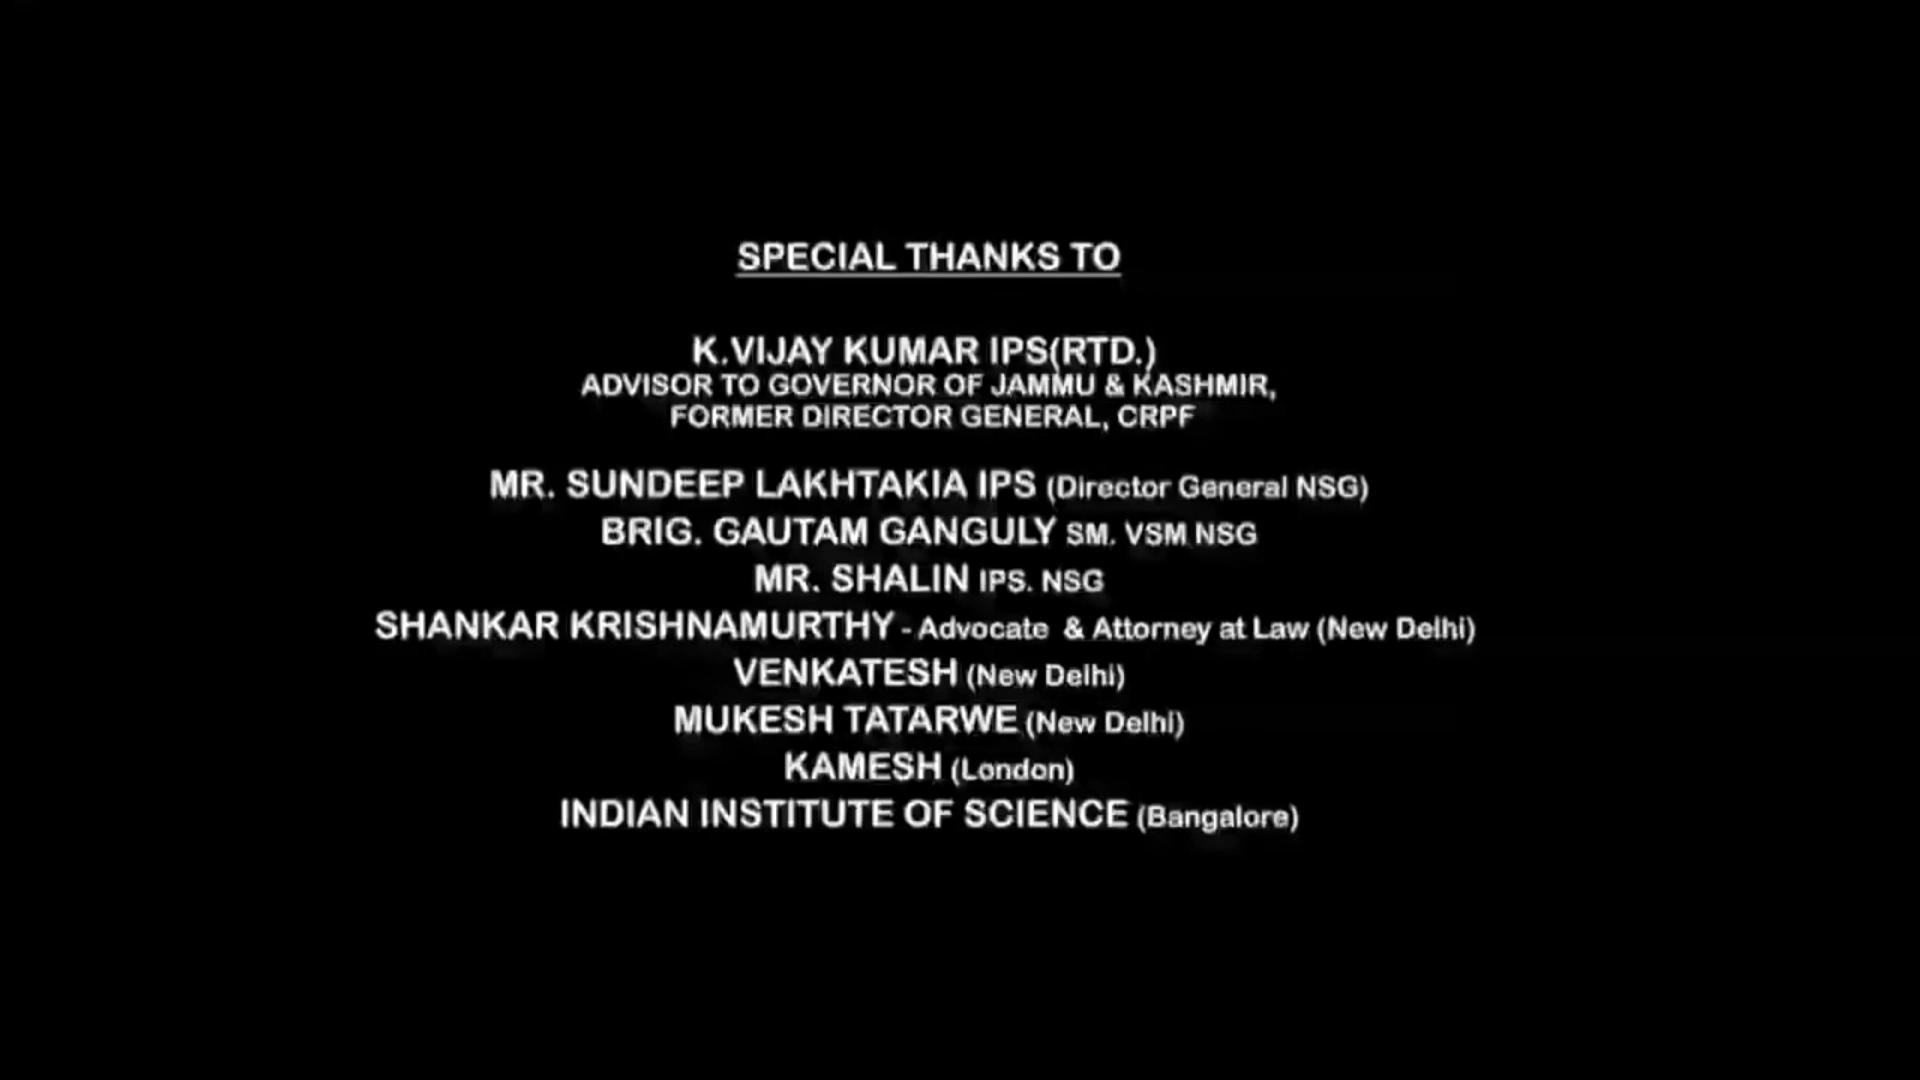 SPECIAL THANKS TO
K.VIJAY KUMAR IPS(RTD.)
ADVISOR TO GOVERNOR OF JAMMU & KASHMIR,
FORMER DIRECTOR GENERAL, CRPF
MR. SUNDEEP LAKHTAKIA IPS (Director General NSG)
BRIG. GAUTAM GANGULY SM. VSM NSG
MR. SHALIN IPS. NSG
SHANKAR KRISHNAMURTHY - Advocate & Attorney at Law (New Delhi)
VENKATESH (New Delhi)
MUKESH TATARWE (New Delhi)
KAMESH (London)
INDIAN INSTITUTE OF SCIENCE (Bangalore)